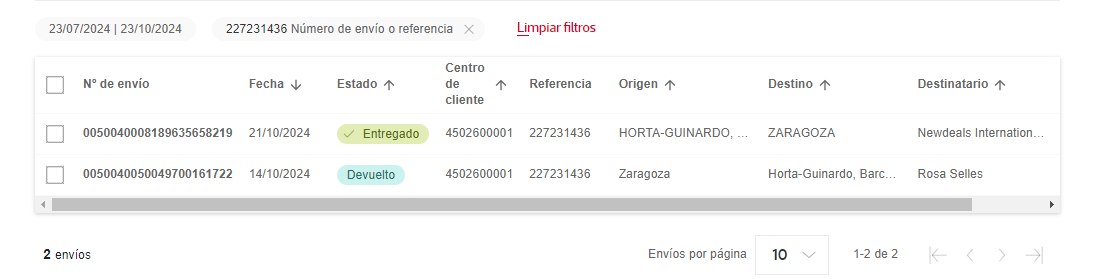 23/07/2024 | 23/10/2024 227231436 Número de envío o referencia Limpiar filtros
Nº de envío Fecha Estado Centro de cliente Referencia Origen Destino Destinatario
0050040008189635658219 21/10/2024 Entregado 4502600001 227231436 HORTA-GUINARDO, ... ZARAGOZA Newdeals Internation...
0050040050049700161722 14/10/2024 Devuelto 4502600001 227231436 Zaragoza Horta-Guinardo, Barc... Rosa Selles
2 envíos Envíos por página 10 1-2 de 2